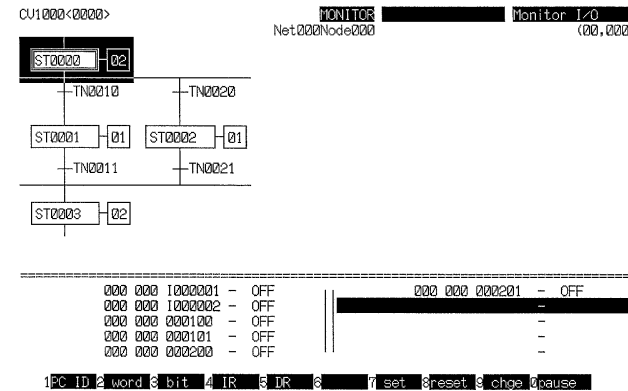 CV1000<0000> MONITOR Monitor I/O
Net000Node000 (00,000
ST0000 02
TN0010 TN0020
ST0001 01 ST0002 01
TN0011 TN0021
ST0003 02
000 000 I000001 - OFF 000 000 000201 - OFF
000 000 I000002 - OFF -
000 000 000100 - OFF -
000 000 000101 - OFF -
000 000 000200 - OFF -
1PC ID 2 word 3 bit 4 IR 5 DR 6 7 set 8reset 9 chge 0pause